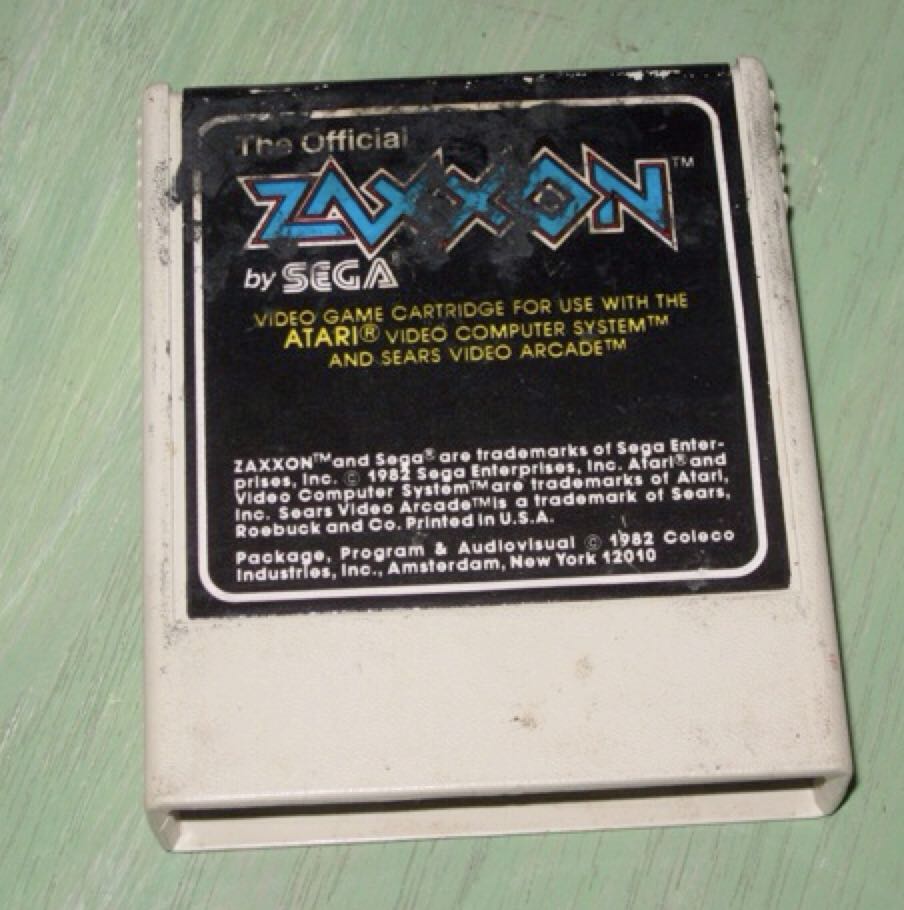 The Official
ZAXXON™
by SEGA®
VIDEO GAME CARTRIDGE FOR USE WITH THE
ATARI® VIDEO COMPUTER SYSTEM™
AND SEARS VIDEO ARCADE™
ZAXXON™ and Sega® are trademarks of Sega Enter-
prises, Inc. © 1982 Sega Enterprises, Inc. Atari® and
Video Computer System™ are trademarks of Atari,
Inc. Sears Video Arcade™ is a trademark of Sears,
Roebuck and Co. Printed in U.S.A.
Package, Program & Audiovisual © 1982 Coleco
Industries, Inc., Amsterdam, New York 12010